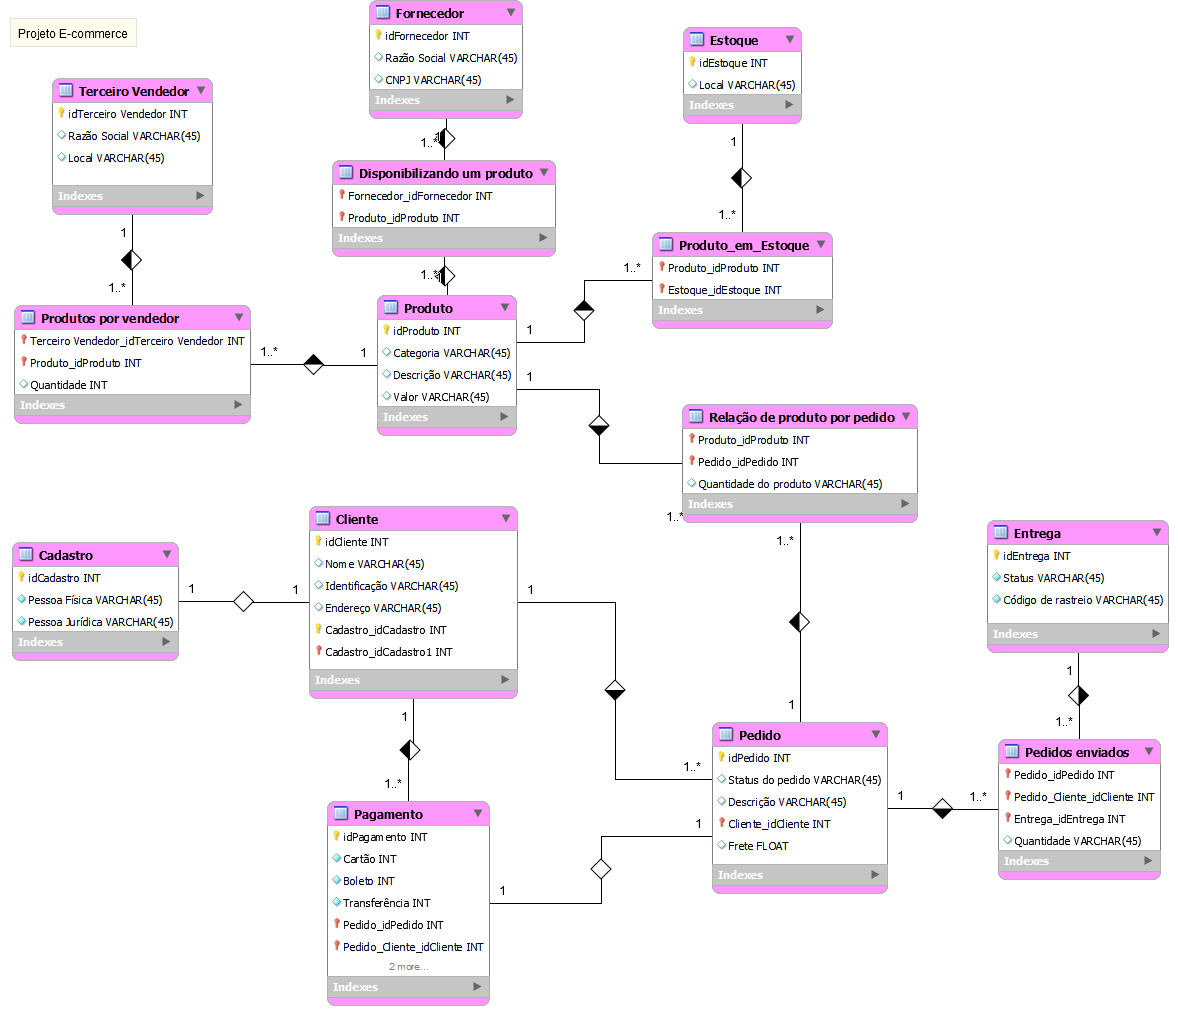 Projeto E-commerce
Fornecedor
idFornecedor INT
Razão Social VARCHAR(45)
CNPJ VARCHAR(45)
Indexes
Estoque
idEstoque INT
Local VARCHAR(45)
Indexes
Terceiro Vendedor
idTerceiro Vendedor INT
Razão Social VARCHAR(45)
Local VARCHAR(45)
Indexes
1
1..*
1
1..*
1
1..*
Disponibilizando um produto
Fornecedor_idFornecedor INT
Produto_idProduto INT
Indexes
1..*
1
Produto_em_Estoque
Produto_idProduto INT
Estoque_idEstoque INT
Indexes
1..*
1
Produtos por vendedor
Terceiro Vendedor_idTerceiro Vendedor INT
Produto_idProduto INT
Quantidade INT
Indexes
1..*
1
Produto
idProduto INT
Categoria VARCHAR(45)
Descrição VARCHAR(45)
Valor VARCHAR(45)
Indexes
1
1..*
Relação de produto por pedido
Produto_idProduto INT
Pedido_idPedido INT
Quantidade do produto VARCHAR(45)
Indexes
1..*
1
Cadastro
idCadastro INT
Pessoa Física VARCHAR(45)
Pessoa Jurídica VARCHAR(45)
Indexes
1
1
Cliente
idCliente INT
Nome VARCHAR(45)
Identificação VARCHAR(45)
Endereço VARCHAR(45)
Cadastro_idCadastro INT
Cadastro_idCadastro1 INT
Indexes
1
1..*
1
1..*
Entrega
idEntrega INT
Status VARCHAR(45)
Código de rastreio VARCHAR(45)
Indexes
1
1..*
Pedido
idPedido INT
Status do pedido VARCHAR(45)
Descrição VARCHAR(45)
Cliente_idCliente INT
Frete FLOAT
Indexes
1
1..*
Pedidos enviados
Pedido_idPedido INT
Pedido_Cliente_idCliente INT
Entrega_idEntrega INT
Quantidade VARCHAR(45)
Indexes
Pagamento
idPagamento INT
Cartão INT
Boleto INT
Transferência INT
Pedido_idPedido INT
Pedido_Cliente_idCliente INT
2 more...
Indexes
1
1